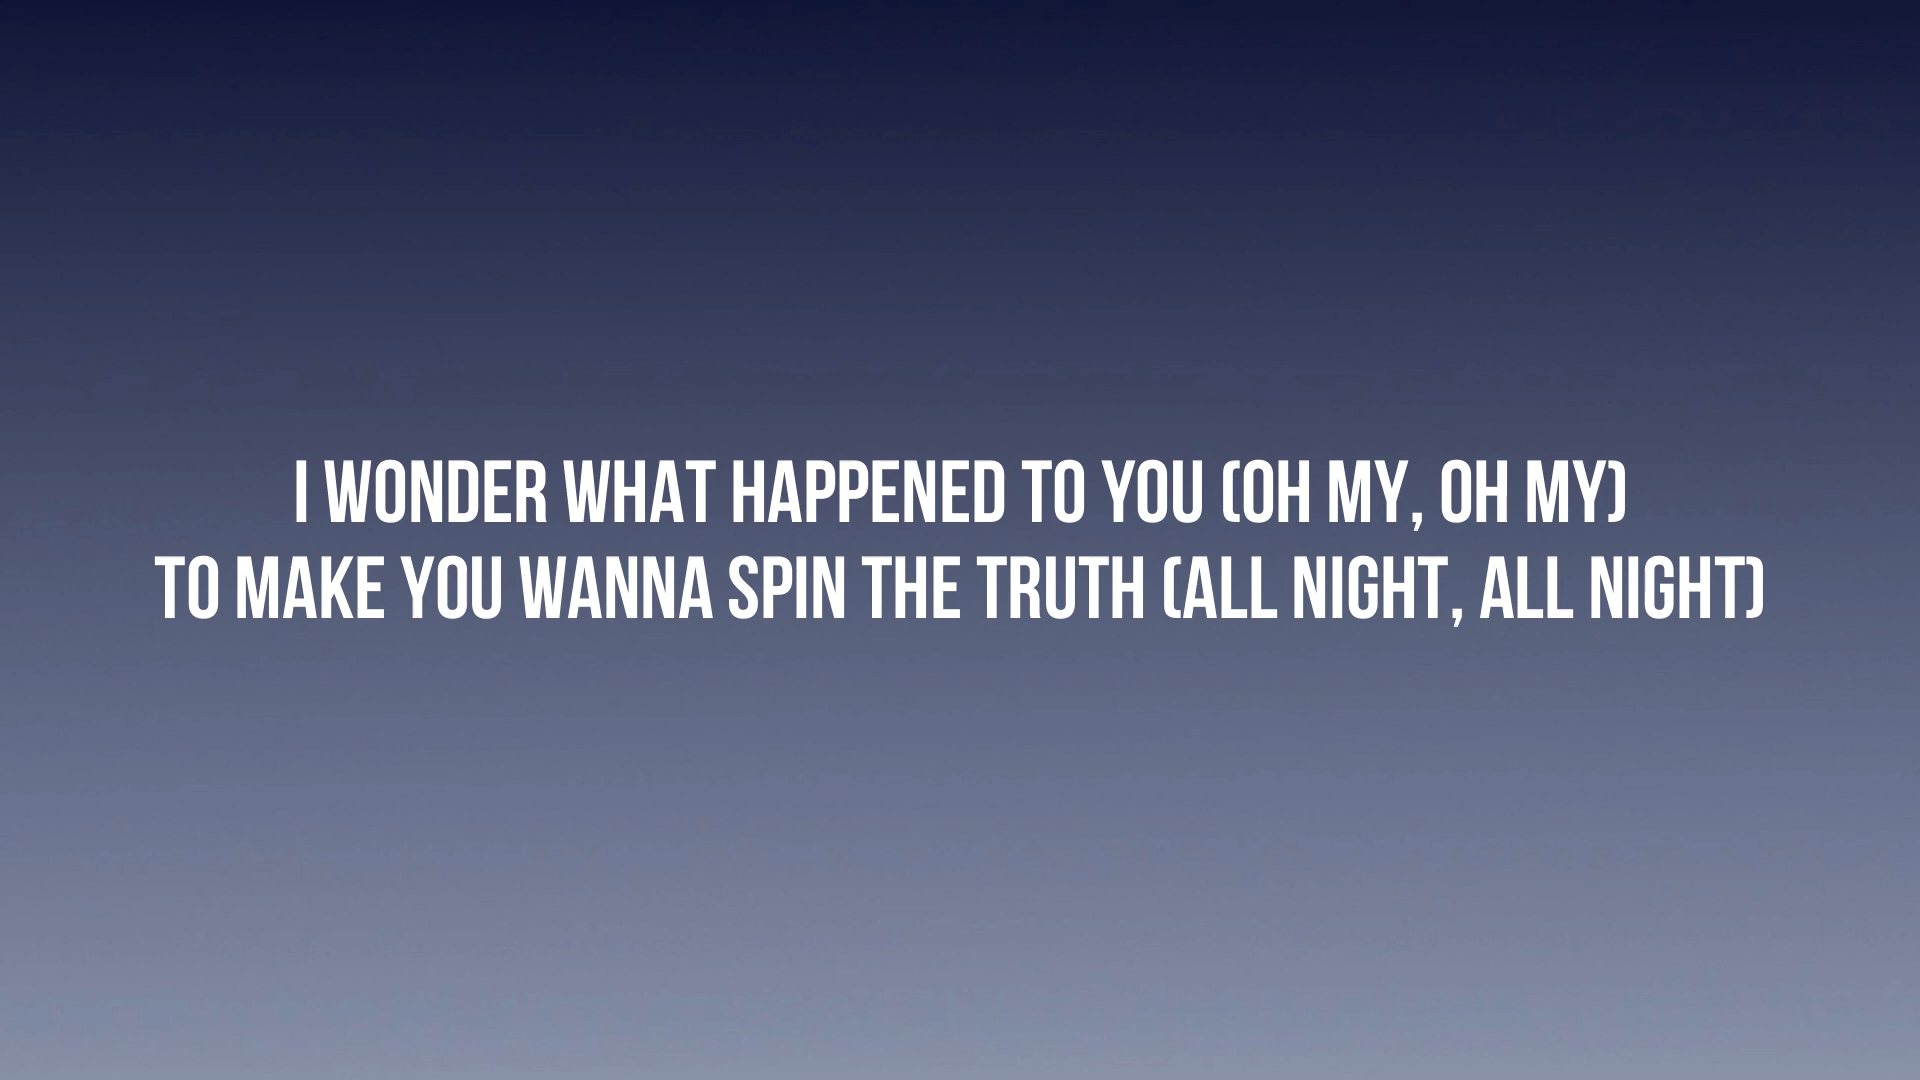 I WONDER WHAT HAPPENED TO YOU (OH MY, OH MY)
TO MAKE YOU WANNA SPIN THE TRUTH (ALL NIGHT, ALL NIGHT)